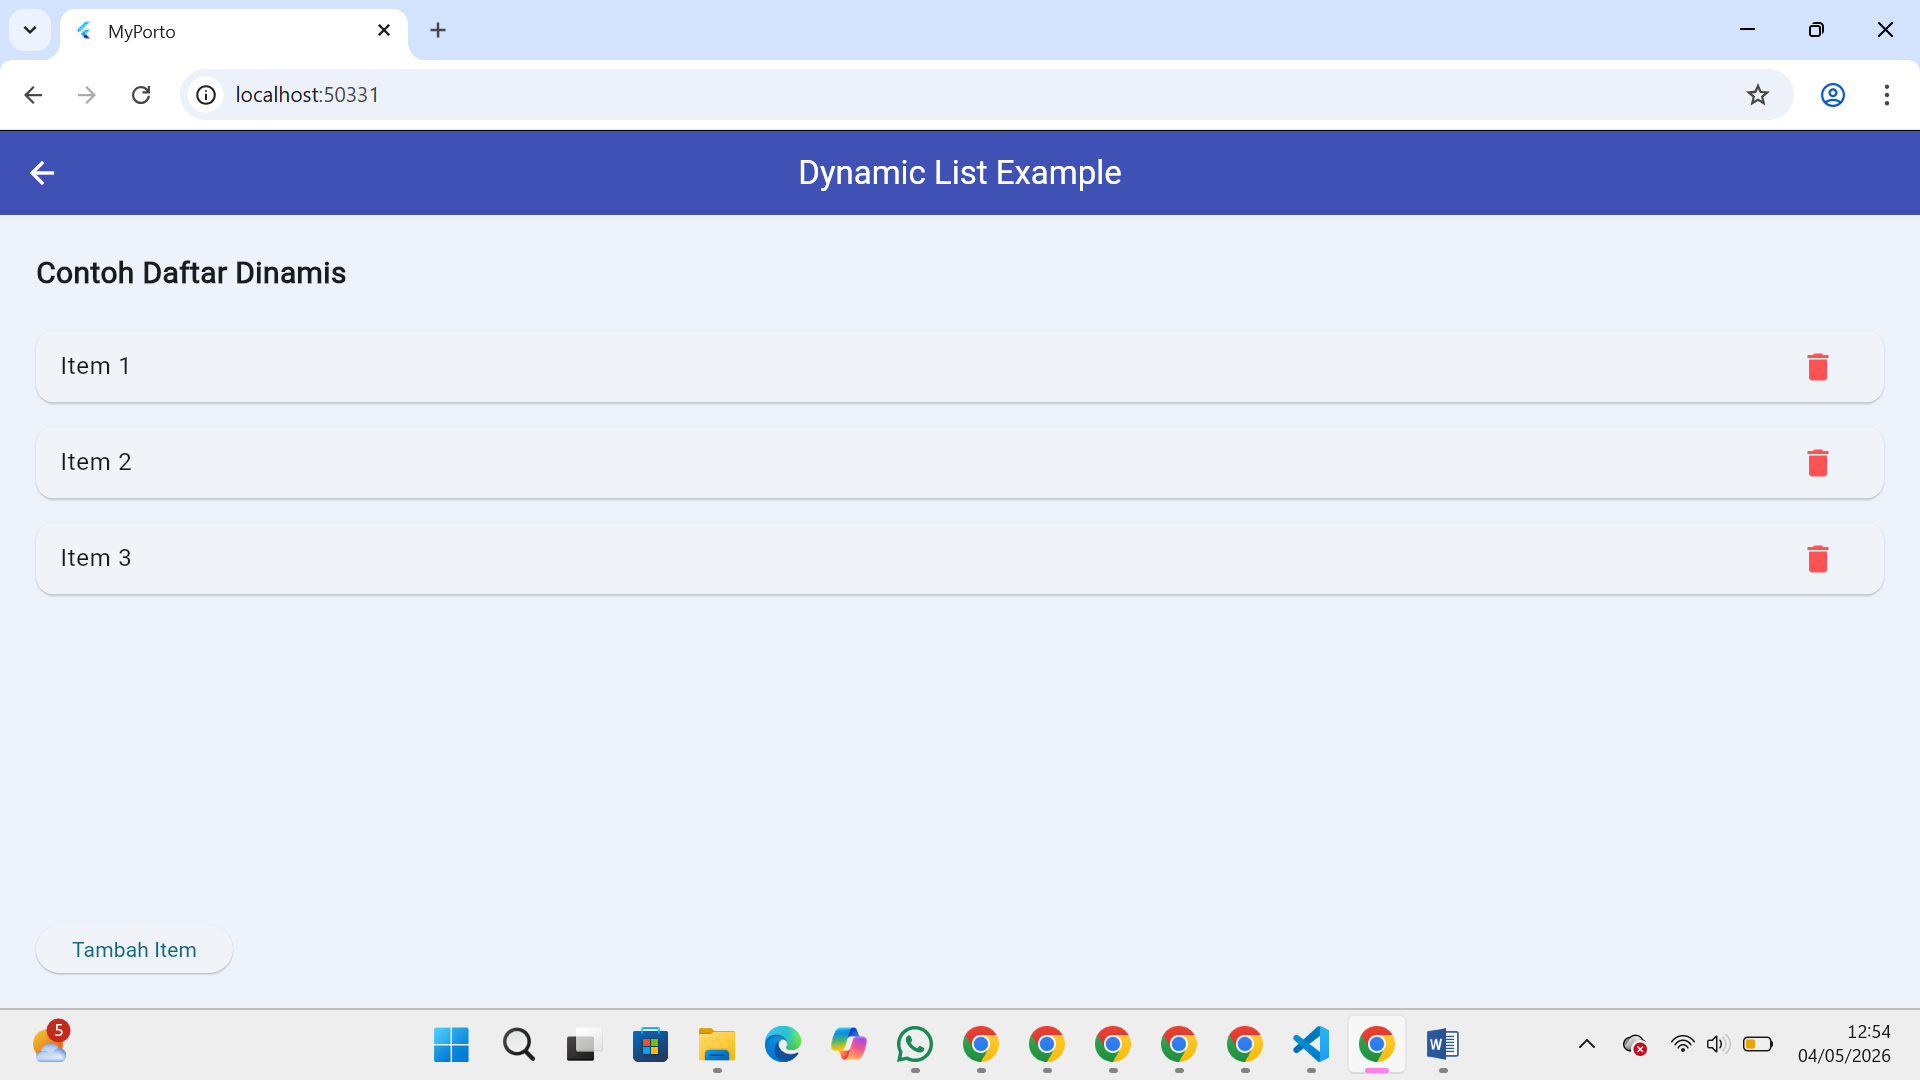 MyPorto
localhost:50331
Dynamic List Example
Contoh Daftar Dinamis
Item 1
Item 2
Item 3
Tambah Item
5
W
12:54
04/05/2026